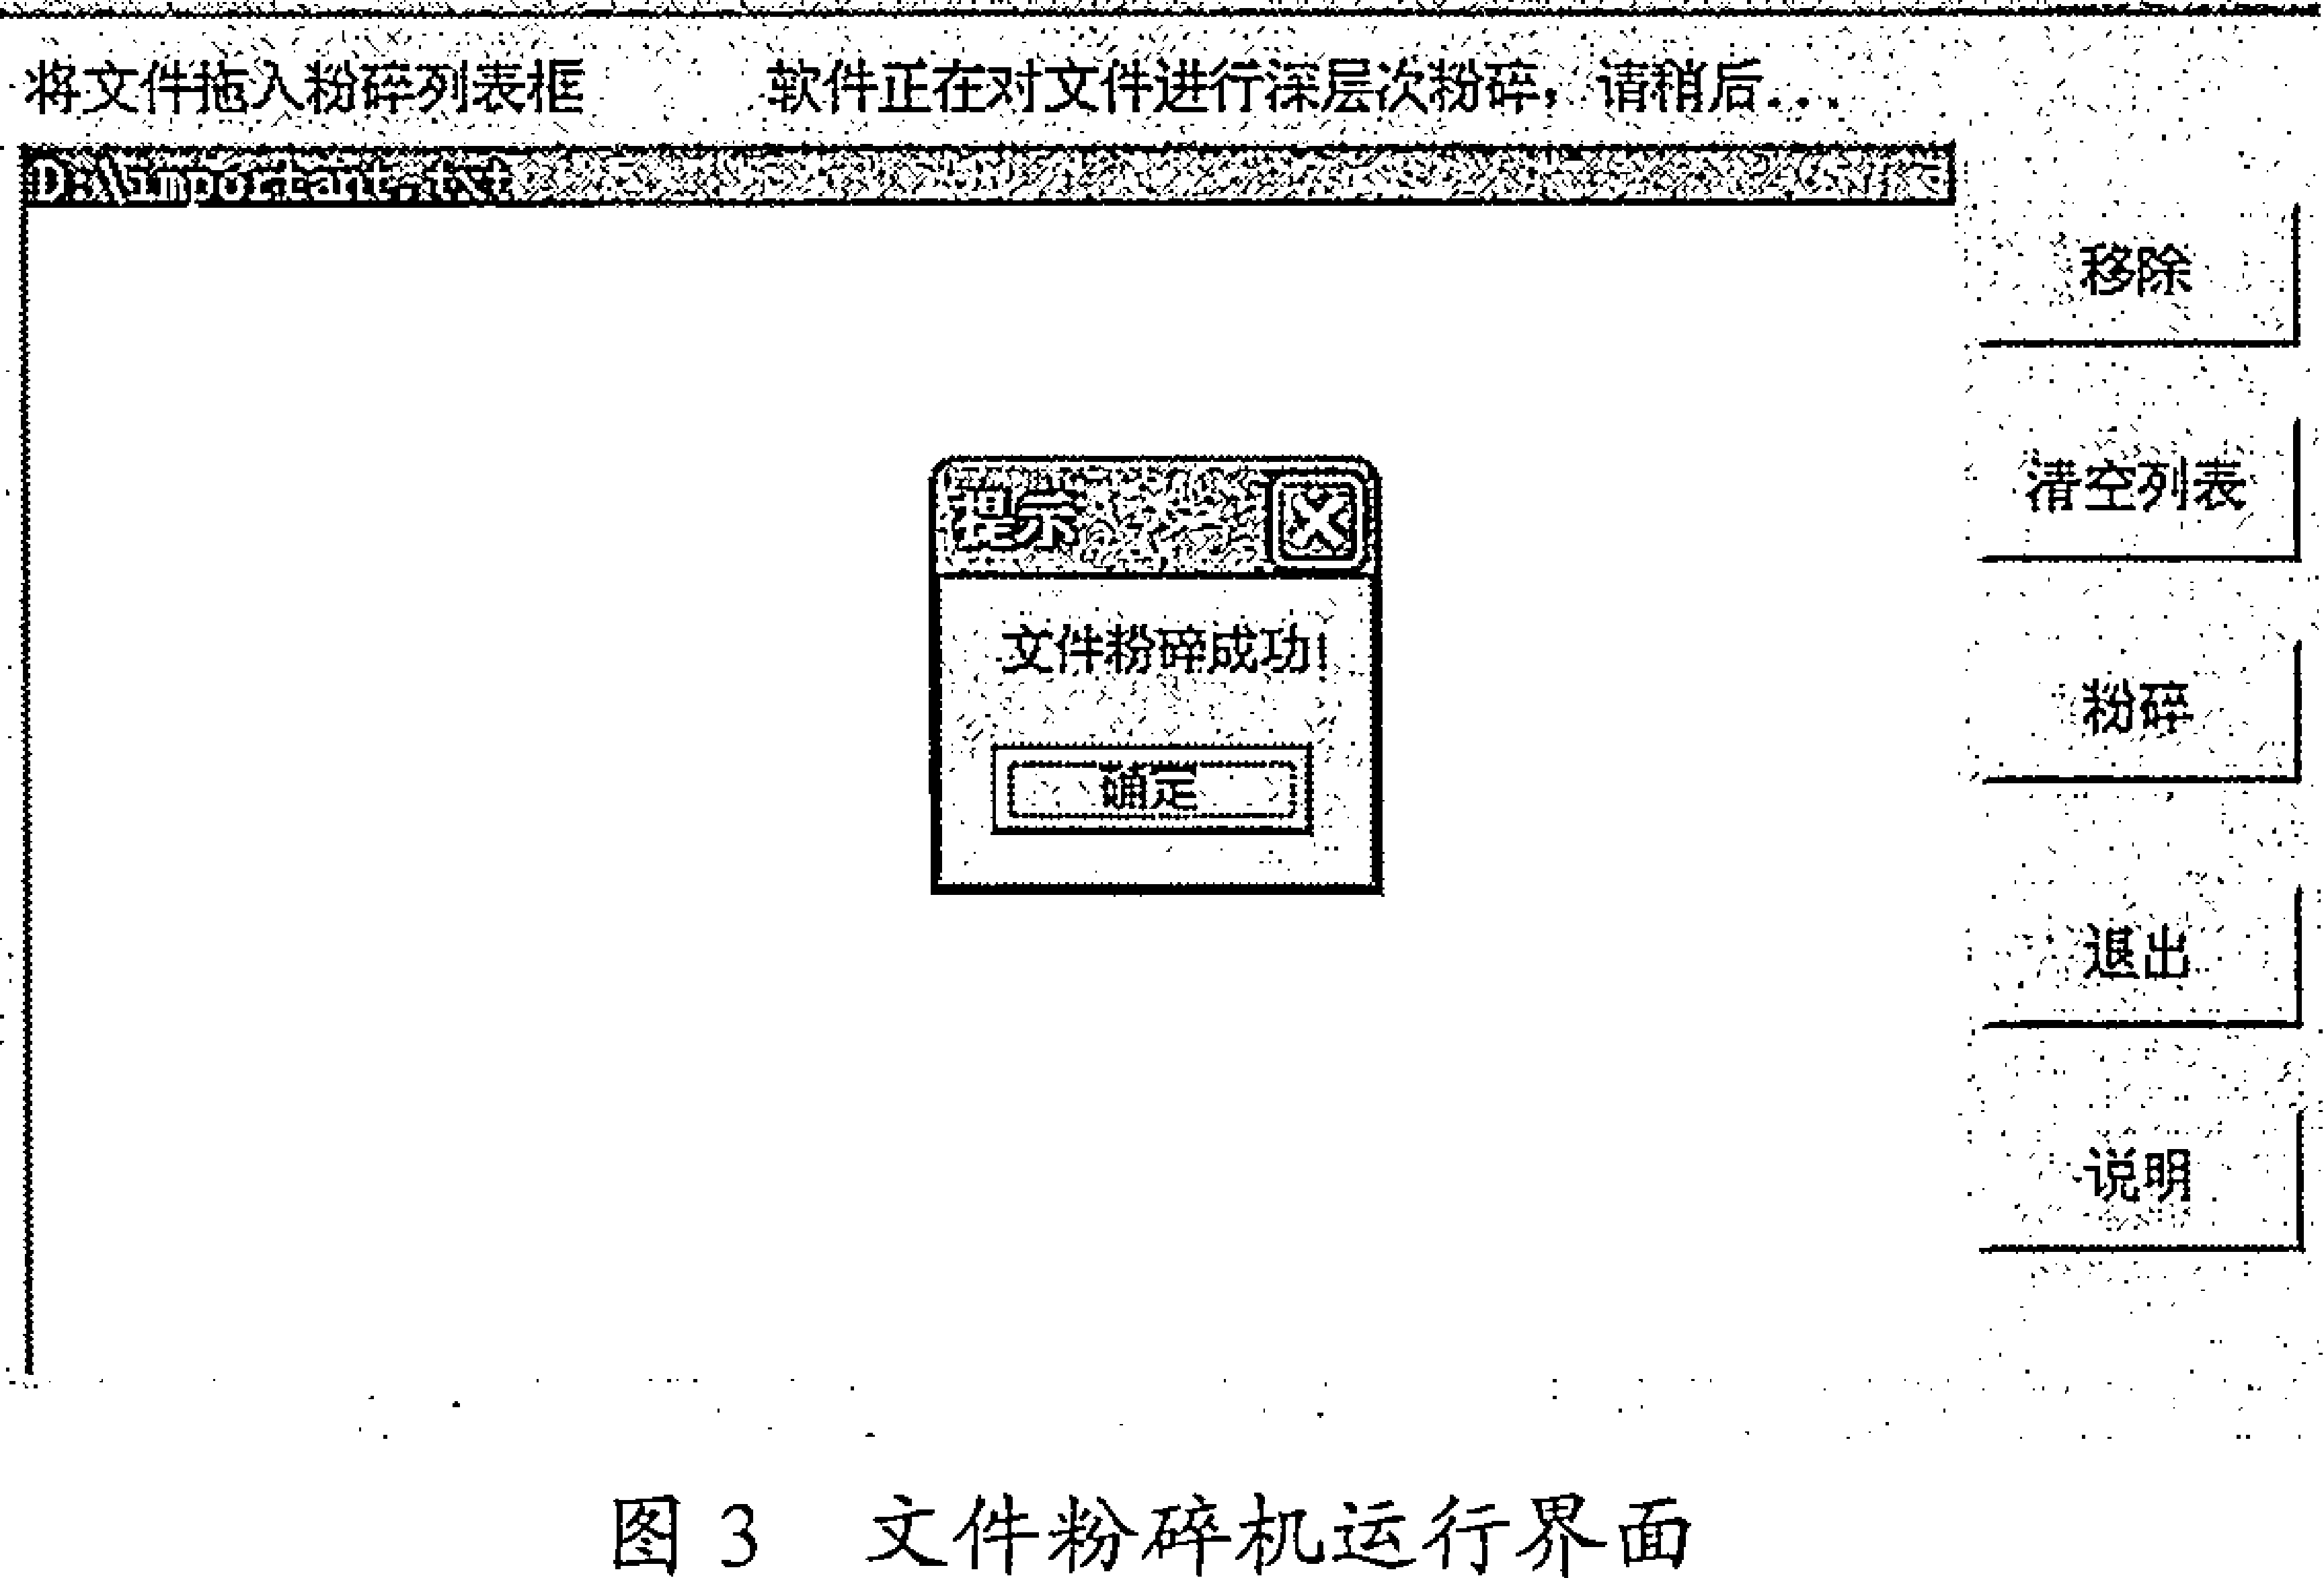 将文件拖入粉碎列表框 软件正在对文件进行深层次粉碎，请稍后...
D:\important.txt
移除
清空列表
提示
文件粉碎成功!
粉碎
确定
退出
说明
图 3 文件粉碎机运行界面